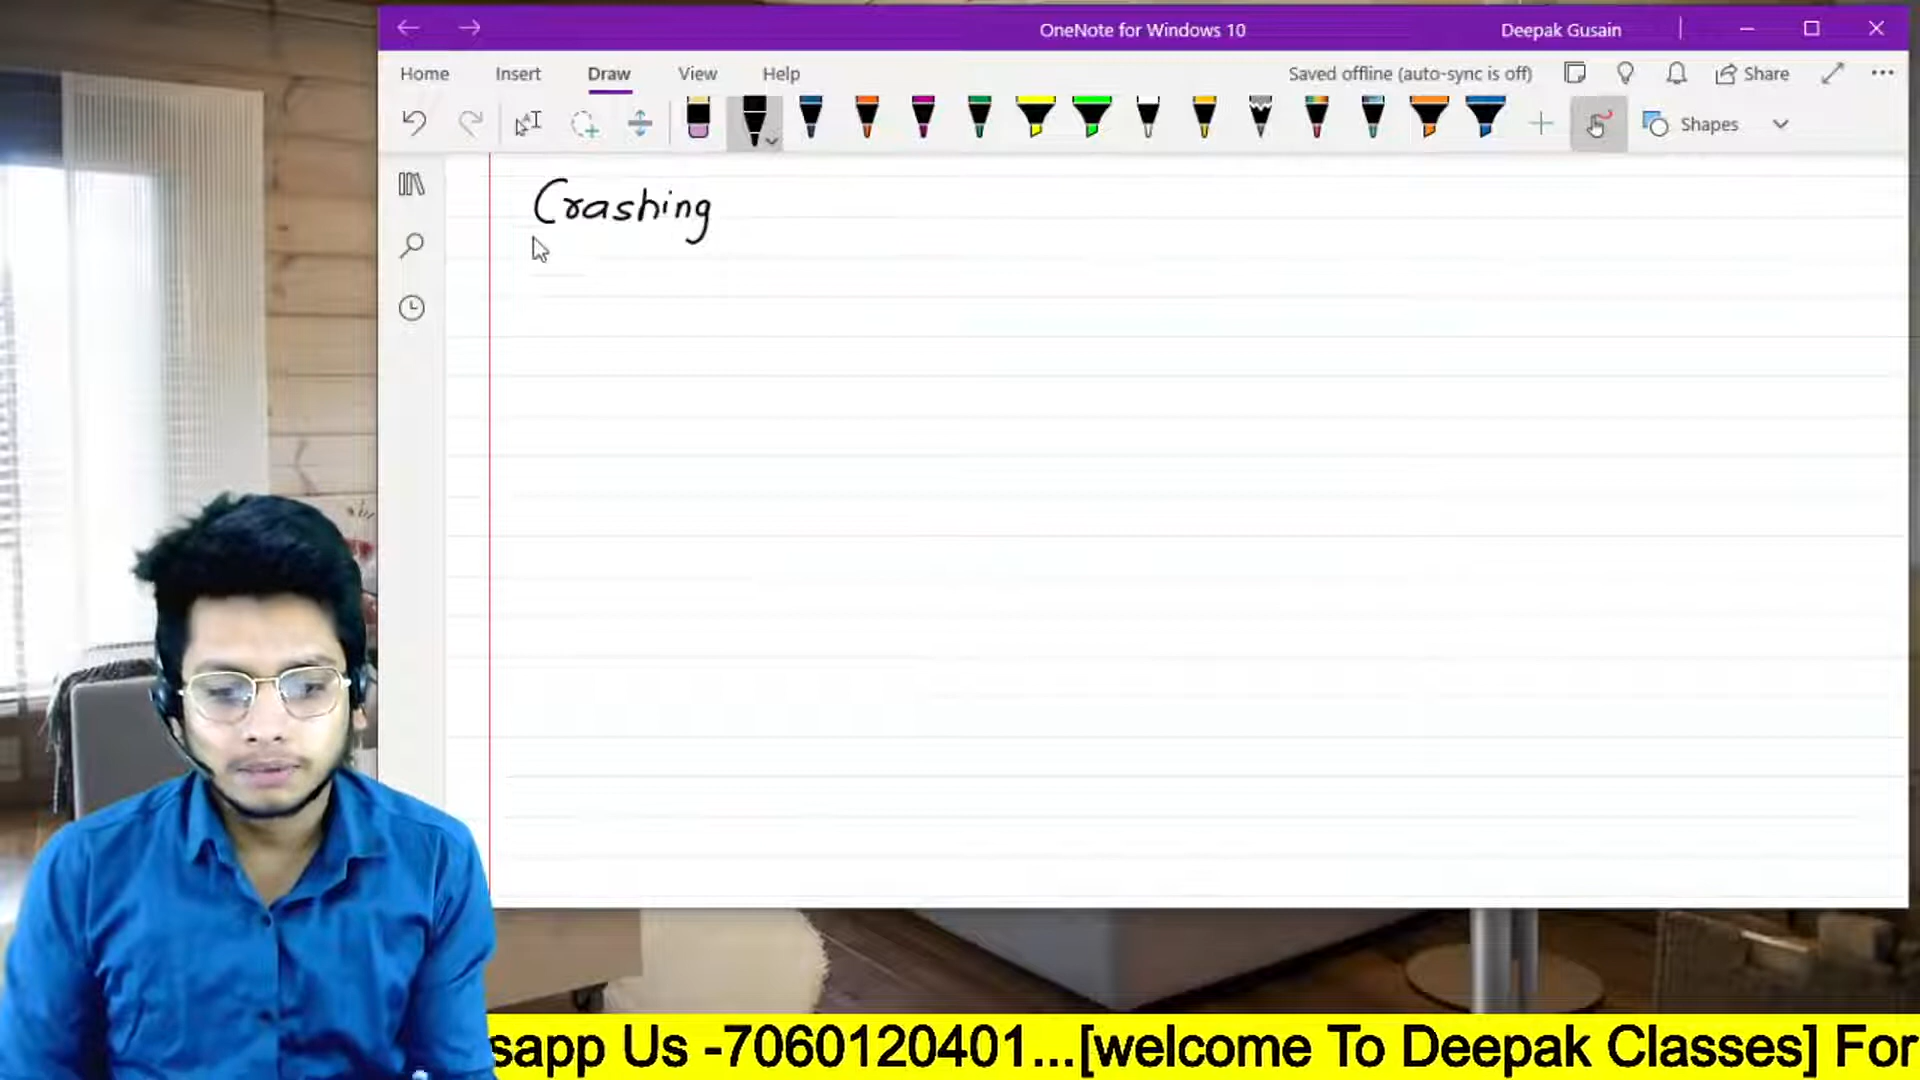 OneNote for Windows 10
Deepak Gusain
Home Insert Draw View Help
Saved offline (auto-sync is off)
Share
Shapes
Crashing
sapp Us -7060120401...[welcome To Deepak Classes] For